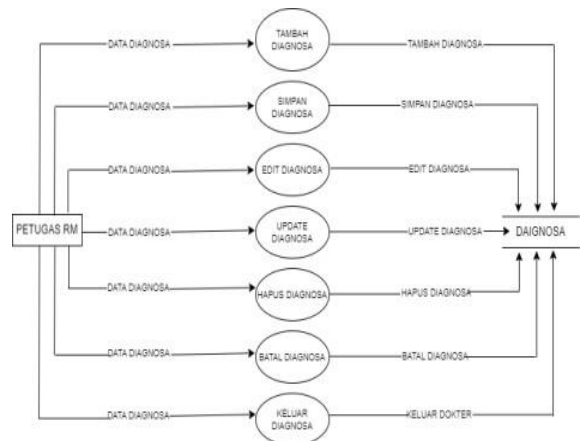 DATA DIAGNOSA
TAMBAH
DIAGNOSA
TAMBAH DIAGNOSA
DATA DIAGNOSA
SIMPAN
DIAGNOSA
SIMPAN DIAGNOSA
DATA DIAGNOSA
EDIT DIAGNOSA
EDIT DIAGNOSA
PETUGAS RM
DATA DIAGNOSA
UPDATE
DIAGNOSA
UPDATE DIAGNOSA
DAIGNOSA
DATA DIAGNOSA
HAPUS DIAGNOSA
HAPUS DIAGNOSA
DATA DIAGNOSA
BATAL DIAGNOSA
BATAL DIAGNOSA
DATA DIAGNOSA
KELUAR
DIAGNOSA
KELUAR DOKTER